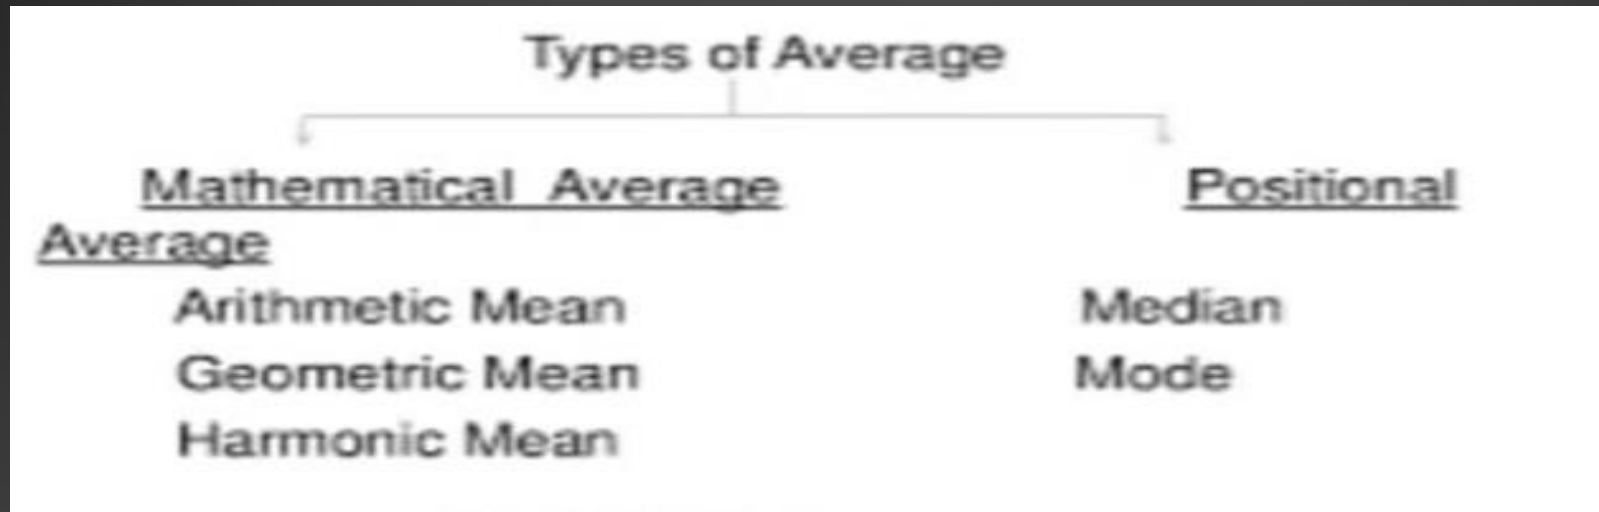 Types of Average
Mathematical Average Positional
Average
Arithmetic Mean Median
Geometric Mean Mode
Harmonic Mean